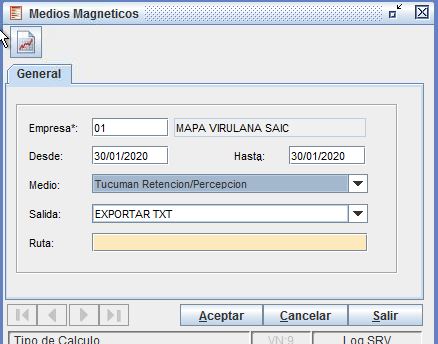 Medios Magneticos
General
Empresa*: 01 MAPA VIRULANA SAIC
Desde: 30/01/2020 Hasta: 30/01/2020
Medio: Tucuman Retencion/Percepcion
Salida: EXPORTAR TXT
Ruta:
Aceptar Cancelar Salir
Tipo de Calculo VN:9 Log SRV